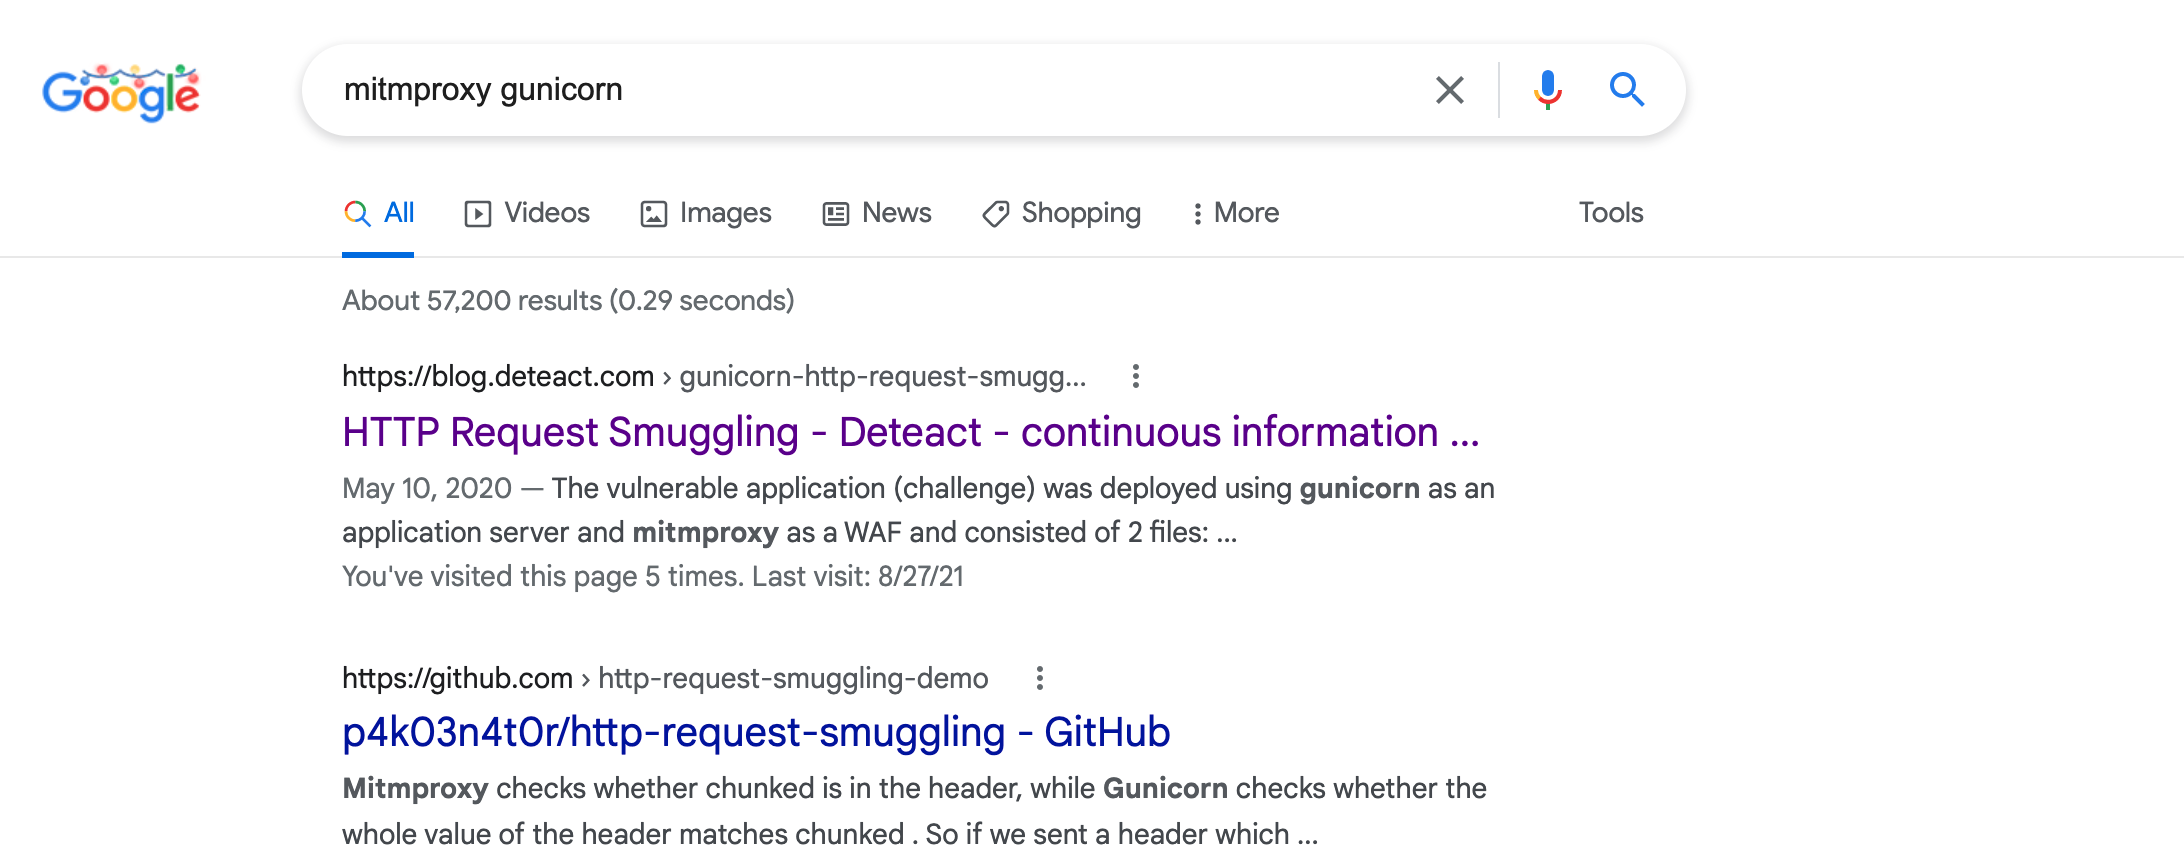 Google
mitmproxy gunicorn
All Videos Images News Shopping More Tools
About 57,200 results (0.29 seconds)
https://blog.deteact.com › gunicorn-http-request-smugg...
HTTP Request Smuggling - Deteact - continuous information ...
May 10, 2020 — The vulnerable application (challenge) was deployed using gunicorn as an
application server and mitmproxy as a WAF and consisted of 2 files: ...
You've visited this page 5 times. Last visit: 8/27/21
https://github.com › http-request-smuggling-demo
p4k03n4t0r/http-request-smuggling - GitHub
Mitmproxy checks whether chunked is in the header, while Gunicorn checks whether the
whole value of the header matches chunked . So if we sent a header which ...